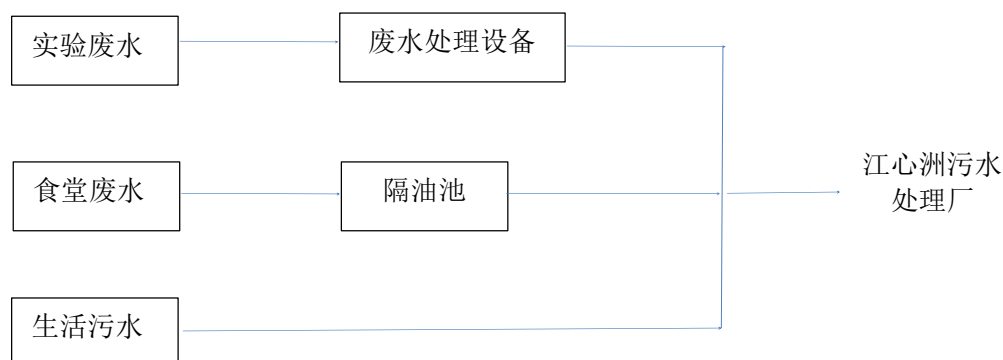 实验废水
废水处理设备
食堂废水
隔油池
江心洲污水
处理厂
生活污水